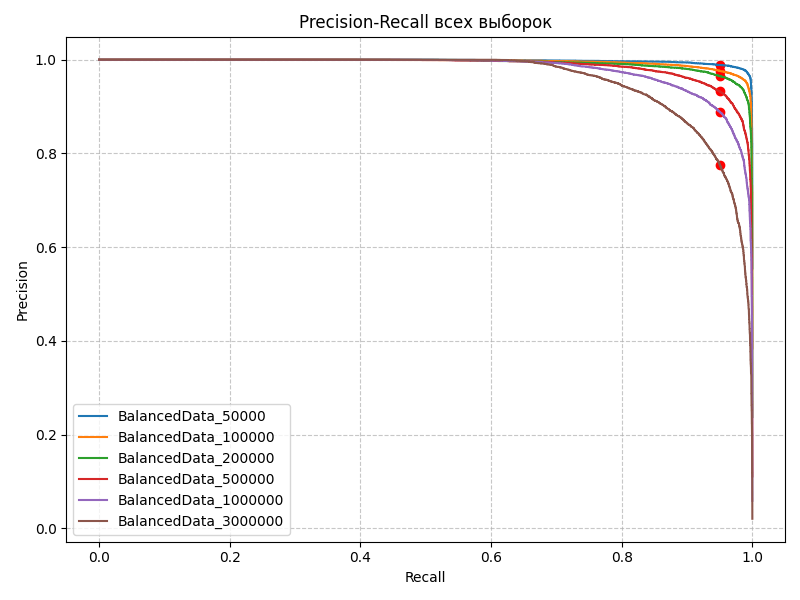 Precision-Recall всех выборок
1.0
0.8
0.6
0.4
0.2
0.0
Precision
BalancedData_50000
BalancedData_100000
BalancedData_200000
BalancedData_500000
BalancedData_1000000
BalancedData_3000000
0.0 0.2 0.4 0.6 0.8 1.0
Recall